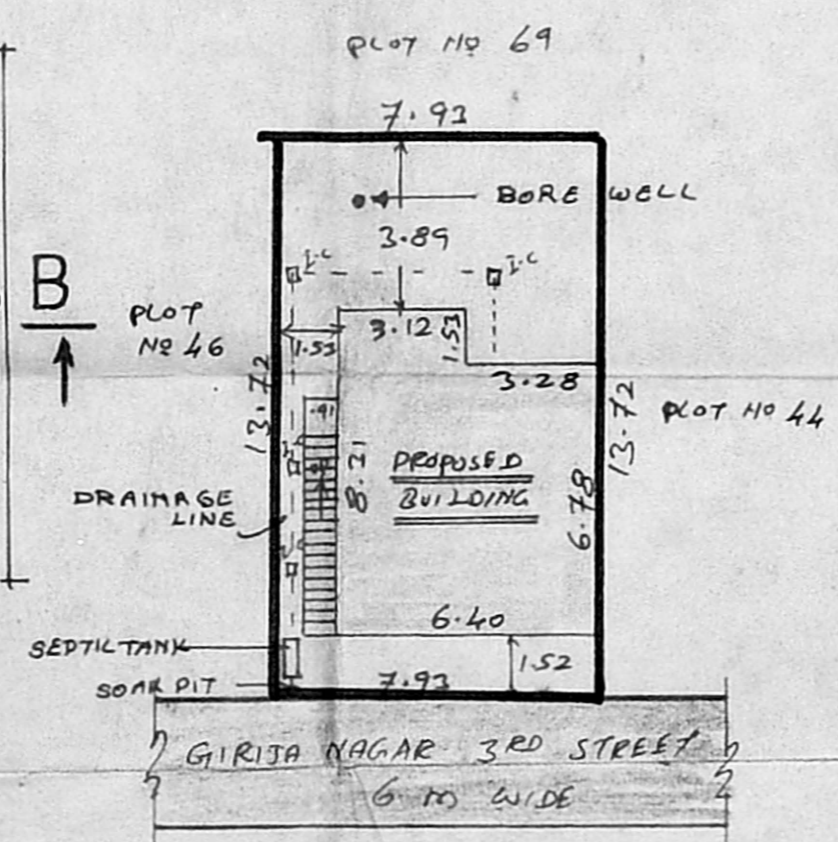 PLOT Nº 69
7.93
BORE WELL
3.89
I.C
I.C
B
PLOT
Nº 46
3.12
1.53
1.53
3.28
13.72
13.72
PLOT Nº 44
.91
8.31
PROPOSED
BUILDING
6.78
DRAINAGE
LINE
6.40
SEPTIC TANK
1.52
SOAK PIT
7.93
GIRIJA NAGAR 3RD STREET
6 M WIDE